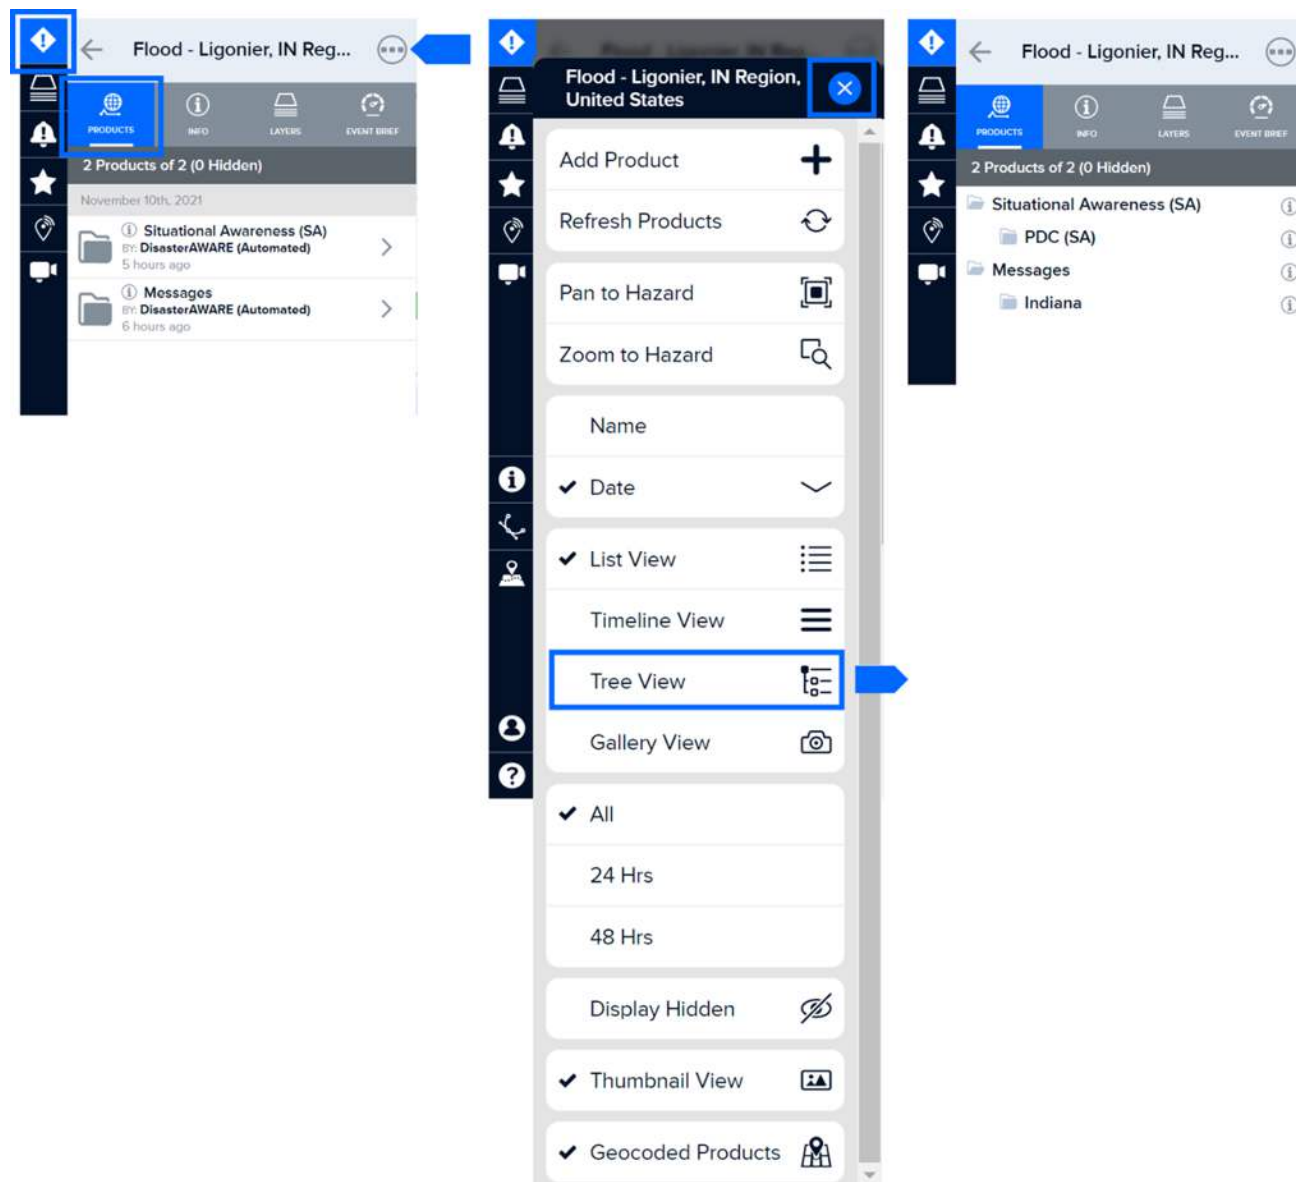 Flood - Ligonier, IN Reg...
PRODUCTS
INFO
LAYERS
EVENT BRIEF
2 Products of 2 (0 Hidden)
November 10th, 2021
Situational Awareness (SA)
BY: DisasterAWARE (Automated)
5 hours ago
Messages
BY: DisasterAWARE (Automated)
6 hours ago
Flood - Ligonier, IN Region,
United States
Add Product
Refresh Products
Pan to Hazard
Zoom to Hazard
Name
Date
List View
Timeline View
Tree View
Gallery View
All
24 Hrs
48 Hrs
Display Hidden
Thumbnail View
Geocoded Products
Flood - Ligonier, IN Reg...
PRODUCTS
INFO
LAYERS
EVENT BRIEF
2 Products of 2 (0 Hidden)
Situational Awareness (SA)
PDC (SA)
Messages
Indiana